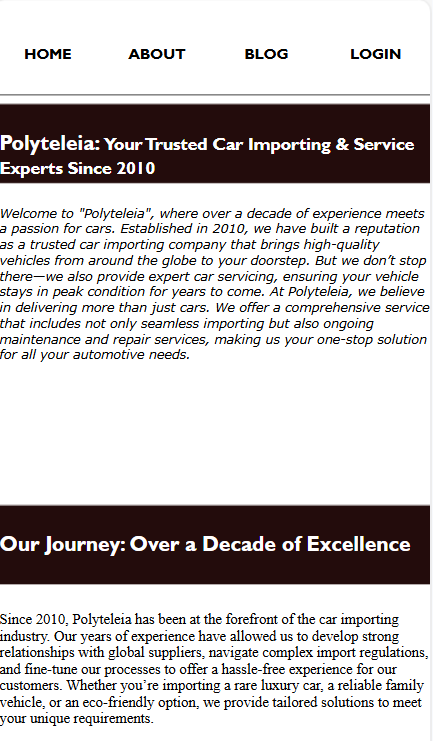 HOME ABOUT BLOG LOGIN
Polyteleia: Your Trusted Car Importing & Service
Experts Since 2010
Welcome to "Polyteleia", where over a decade of experience meets
a passion for cars. Established in 2010, we have built a reputation
as a trusted car importing company that brings high-quality
vehicles from around the globe to your doorstep. But we don’t stop
there—we also provide expert car servicing, ensuring your vehicle
stays in peak condition for years to come. At Polyteleia, we believe
in delivering more than just cars. We offer a comprehensive service
that includes not only seamless importing but also ongoing
maintenance and repair services, making us your one-stop solution
for all your automotive needs.
Our Journey: Over a Decade of Excellence
Since 2010, Polyteleia has been at the forefront of the car importing
industry. Our years of experience have allowed us to develop strong
relationships with global suppliers, navigate complex import regulations,
and fine-tune our processes to offer a hassle-free experience for our
customers. Whether you’re importing a rare luxury car, a reliable family
vehicle, or an eco-friendly option, we provide tailored solutions to meet
your unique requirements.